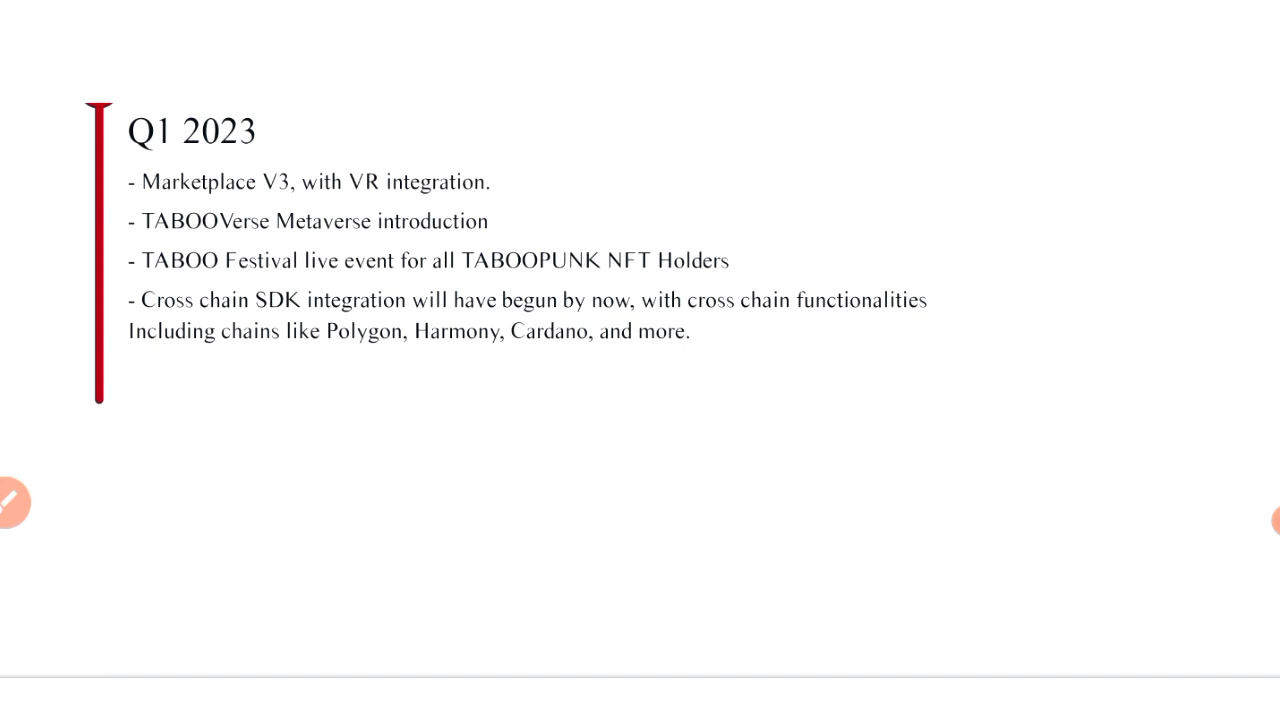 Q1 2023
- Marketplace V3, with VR integration.
- TABOOVerse Metaverse introduction
- TABOO Festival live event for all TABOOPUNK NFT Holders
- Cross chain SDK integration will have begun by now, with cross chain functionalities
Including chains like Polygon, Harmony, Cardano, and more.